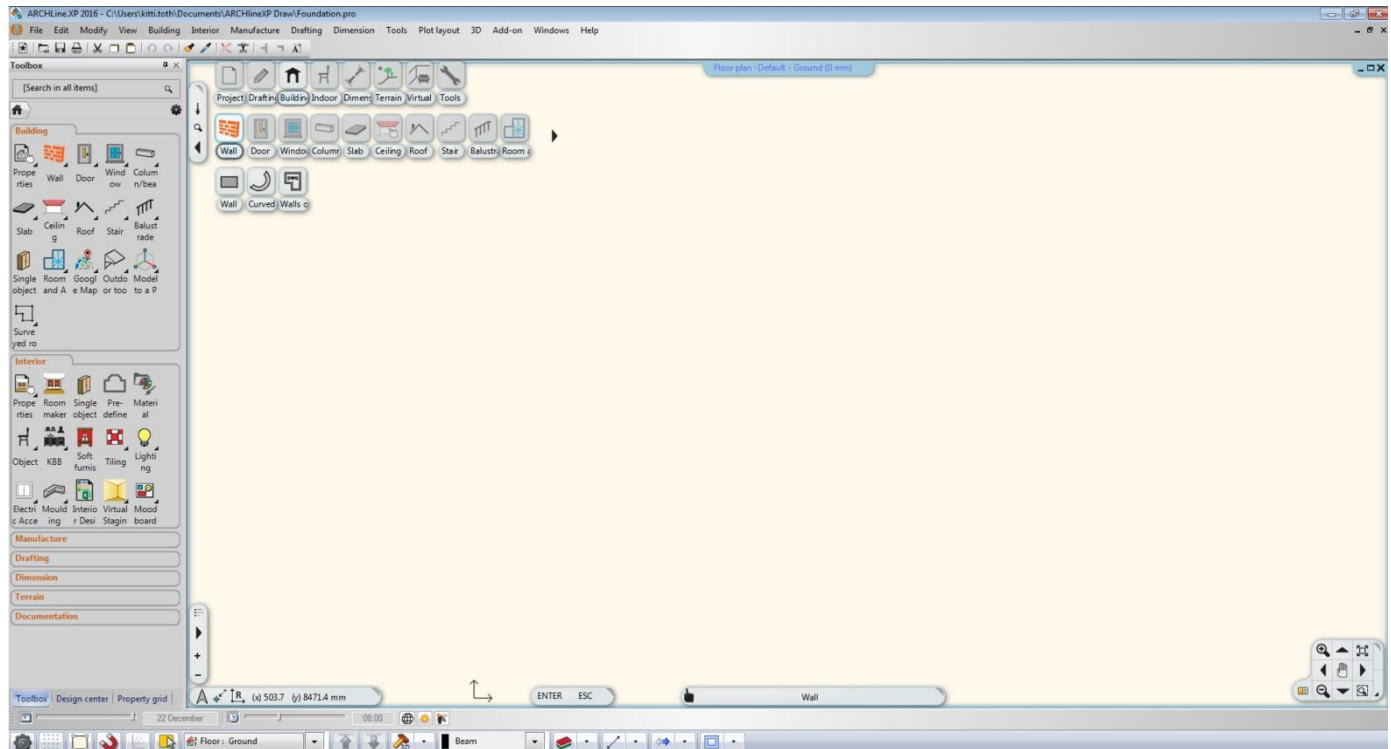 ARCHLine.XP 2016 - C:\Users\kitti.toth\Documents\ARCHlineXP Draw\Foundation.pro
File Edit Modify View Building Interior Manufacture Drafting Dimension Tools Plot layout 3D Add-on Windows Help
Toolbox
[Search in all items]
Building
Prope
rties
Wall
Door
Wind
ow
Colum
n/bea
Slab
Ceilin
g
Roof
Stair
Balust
rade
Single
object
Room
and A
Googl
e Map
Outdo
or too
Model
to a P
Surve
yed ro
Interior
Prope
rties
Room
maker
Single
object
Pre-
define
Materi
al
Object
KBB
Soft
furnis
Tiling
Lighti
ng
Electri
c Acce
Mould
ing
Interio
r Desi
Virtual
Stagin
Mood
board
Manufacture
Drafting
Dimension
Terrain
Documentation
Toolbox Design center Property grid
Floor plan -Default - Ground (0 mm)
Project Draftin Buildin Indoor Dimens Terrain Virtual Tools
Wall Door Windo Column Slab Ceiling Roof Stair Balustr Room a
Wall Curved Walls o
(x) 503.7 (y) 8471.4 mm
ENTER ESC
Wall
22 December 08:00
Floor: Ground
Beam